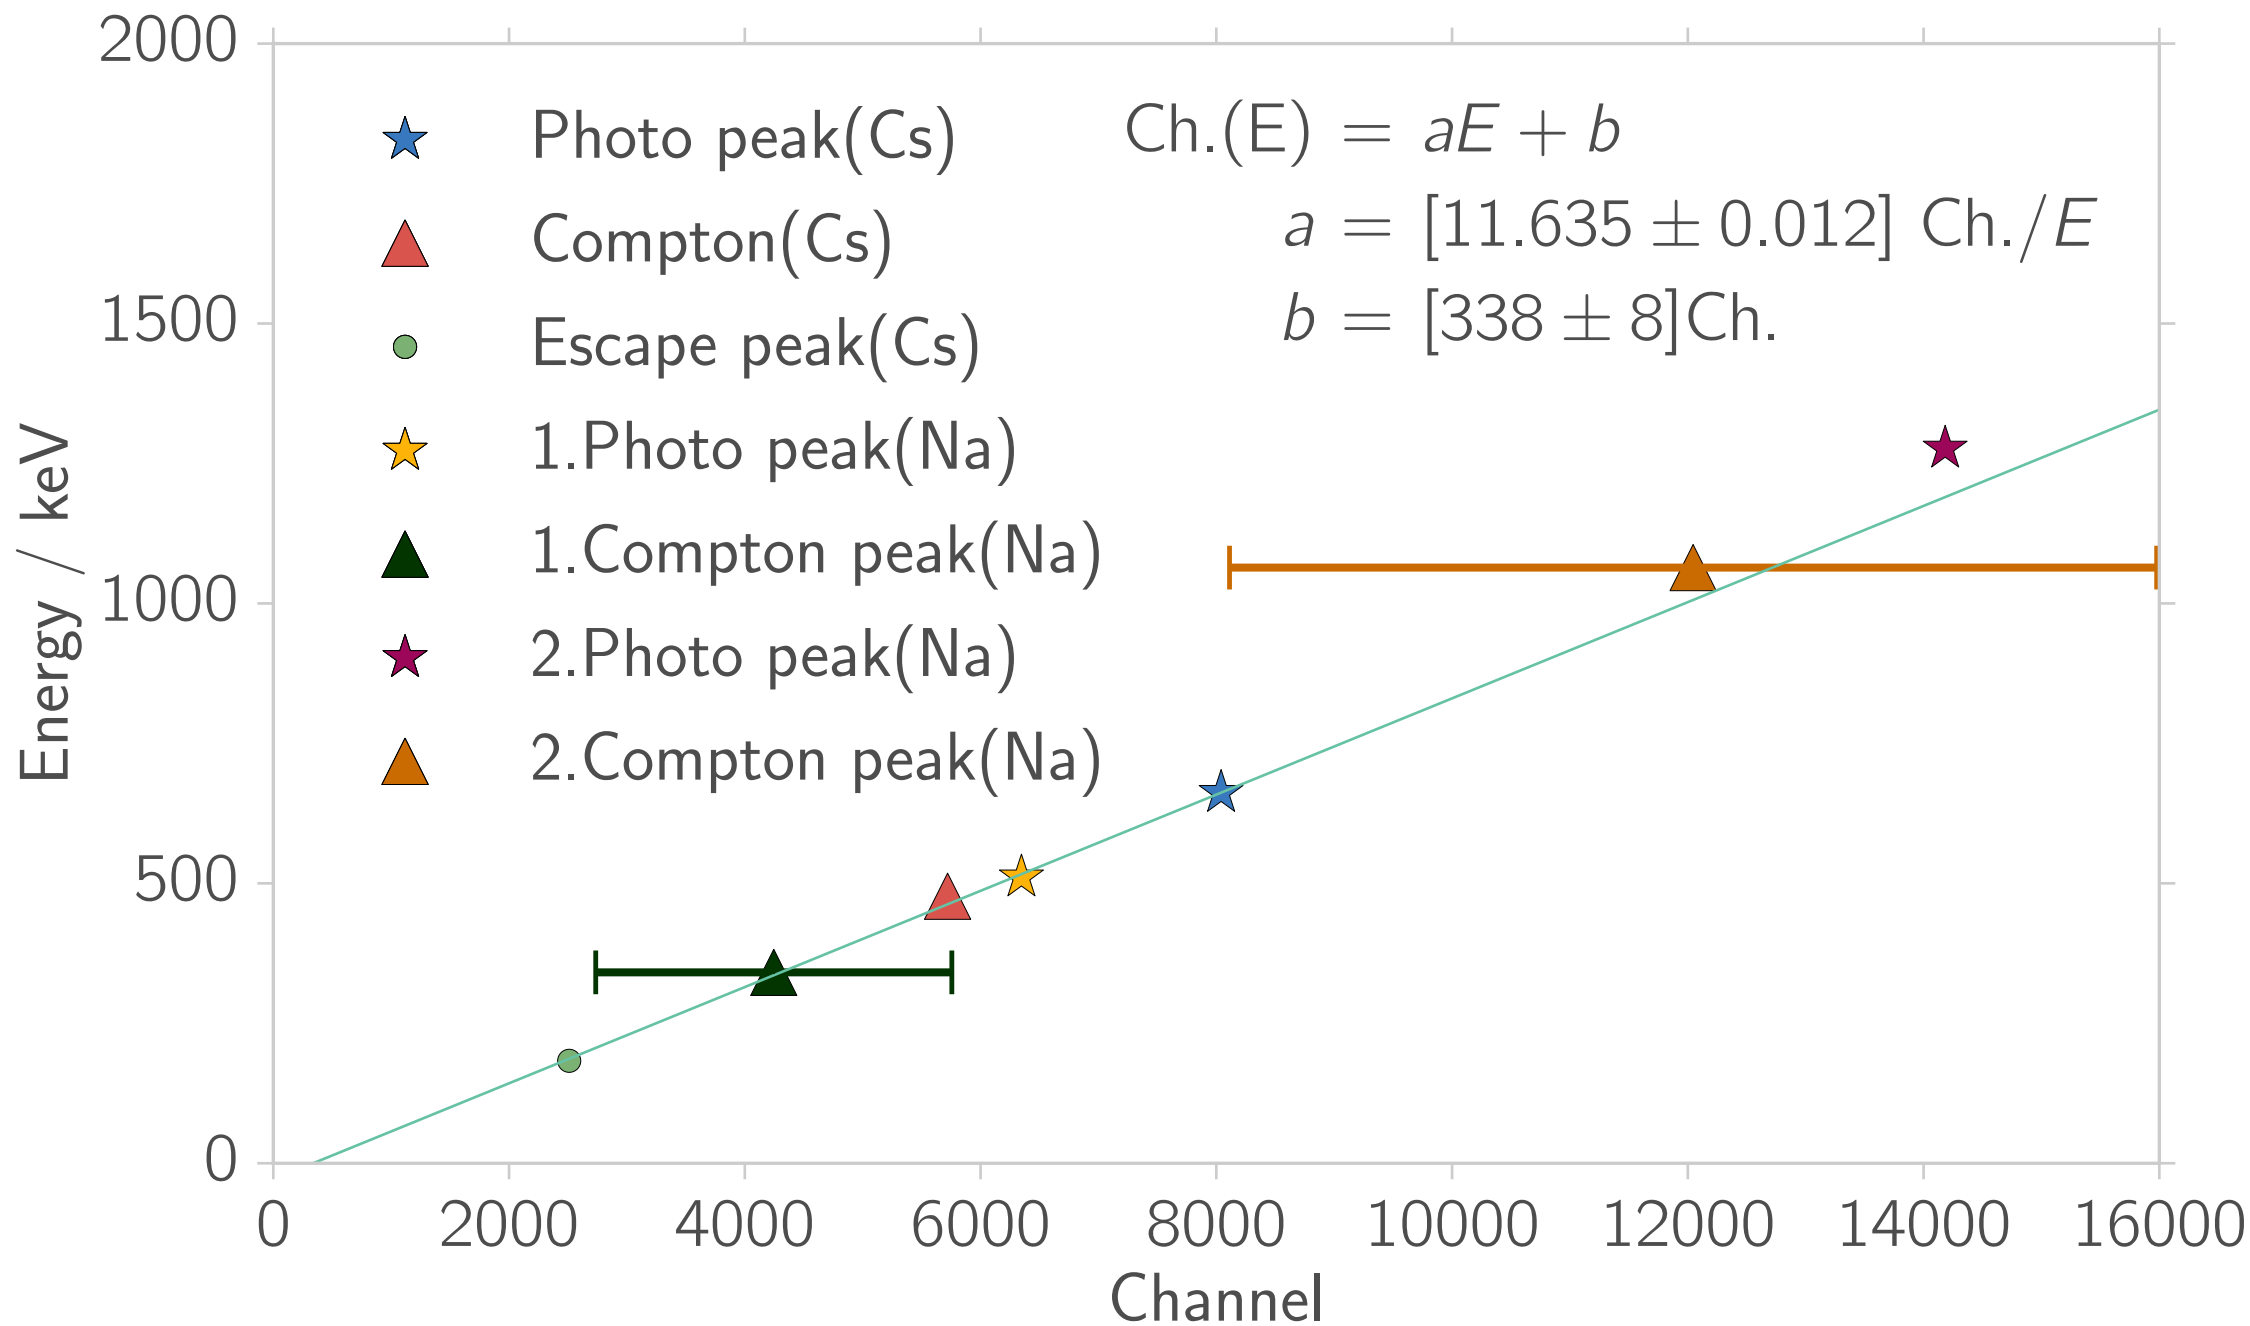 2000
1500
1000
500
0
Energy / keV
Photo peak(Cs)
Compton(Cs)
Escape peak(Cs)
1.Photo peak(Na)
1.Compton peak(Na)
2.Photo peak(Na)
2.Compton peak(Na)
Ch.(E) = aE + b
a = [11.635 ± 0.012] Ch./E
b = [338 ± 8]Ch.
0 2000 4000 6000 8000 10000 12000 14000 16000
Channel